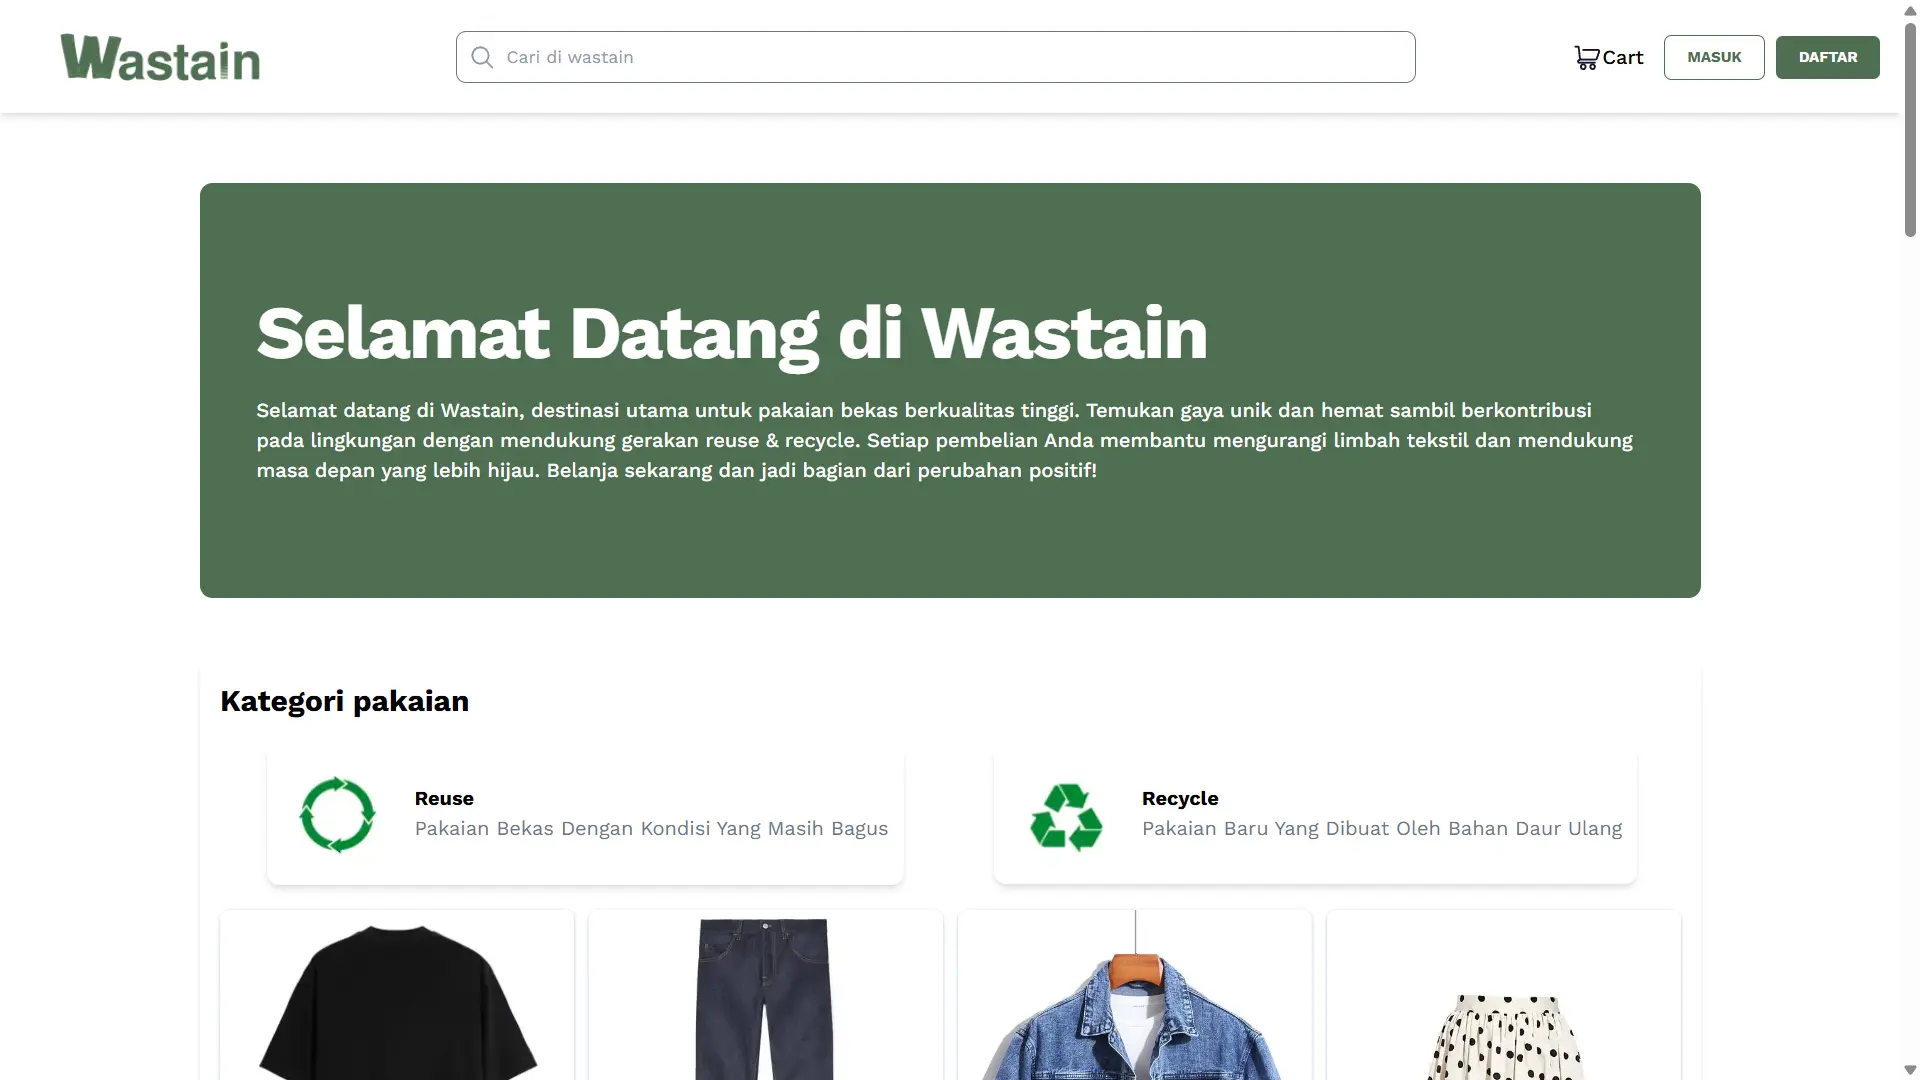 Wastain
Cari di wastain
Cart
MASUK
DAFTAR
Selamat Datang di Wastain
Selamat datang di Wastain, destinasi utama untuk pakaian bekas berkualitas tinggi. Temukan gaya unik dan hemat sambil berkontribusi
pada lingkungan dengan mendukung gerakan reuse & recycle. Setiap pembelian Anda membantu mengurangi limbah tekstil dan mendukung
masa depan yang lebih hijau. Belanja sekarang dan jadi bagian dari perubahan positif!
Kategori pakaian
Reuse
Pakaian Bekas Dengan Kondisi Yang Masih Bagus
Recycle
Pakaian Baru Yang Dibuat Oleh Bahan Daur Ulang